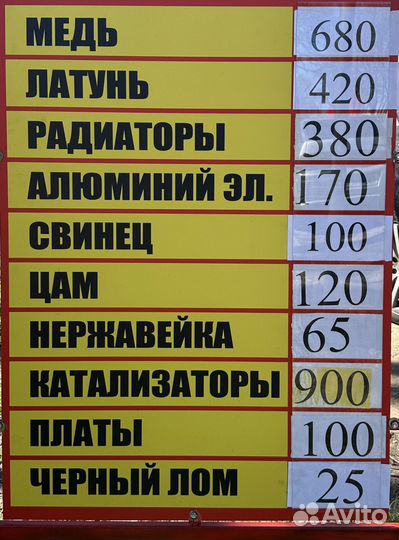 МЕДЬ 680
ЛАТУНЬ 420
РАДИАТОРЫ 380
АЛЮМИНИЙ ЭЛ. 170
СВИНЕЦ 100
ЦАМ 120
НЕРЖАВЕЙКА 65
КАТАЛИЗАТОРЫ 900
ПЛАТЫ 100
ЧЕРНЫЙ ЛОМ 25
Avito